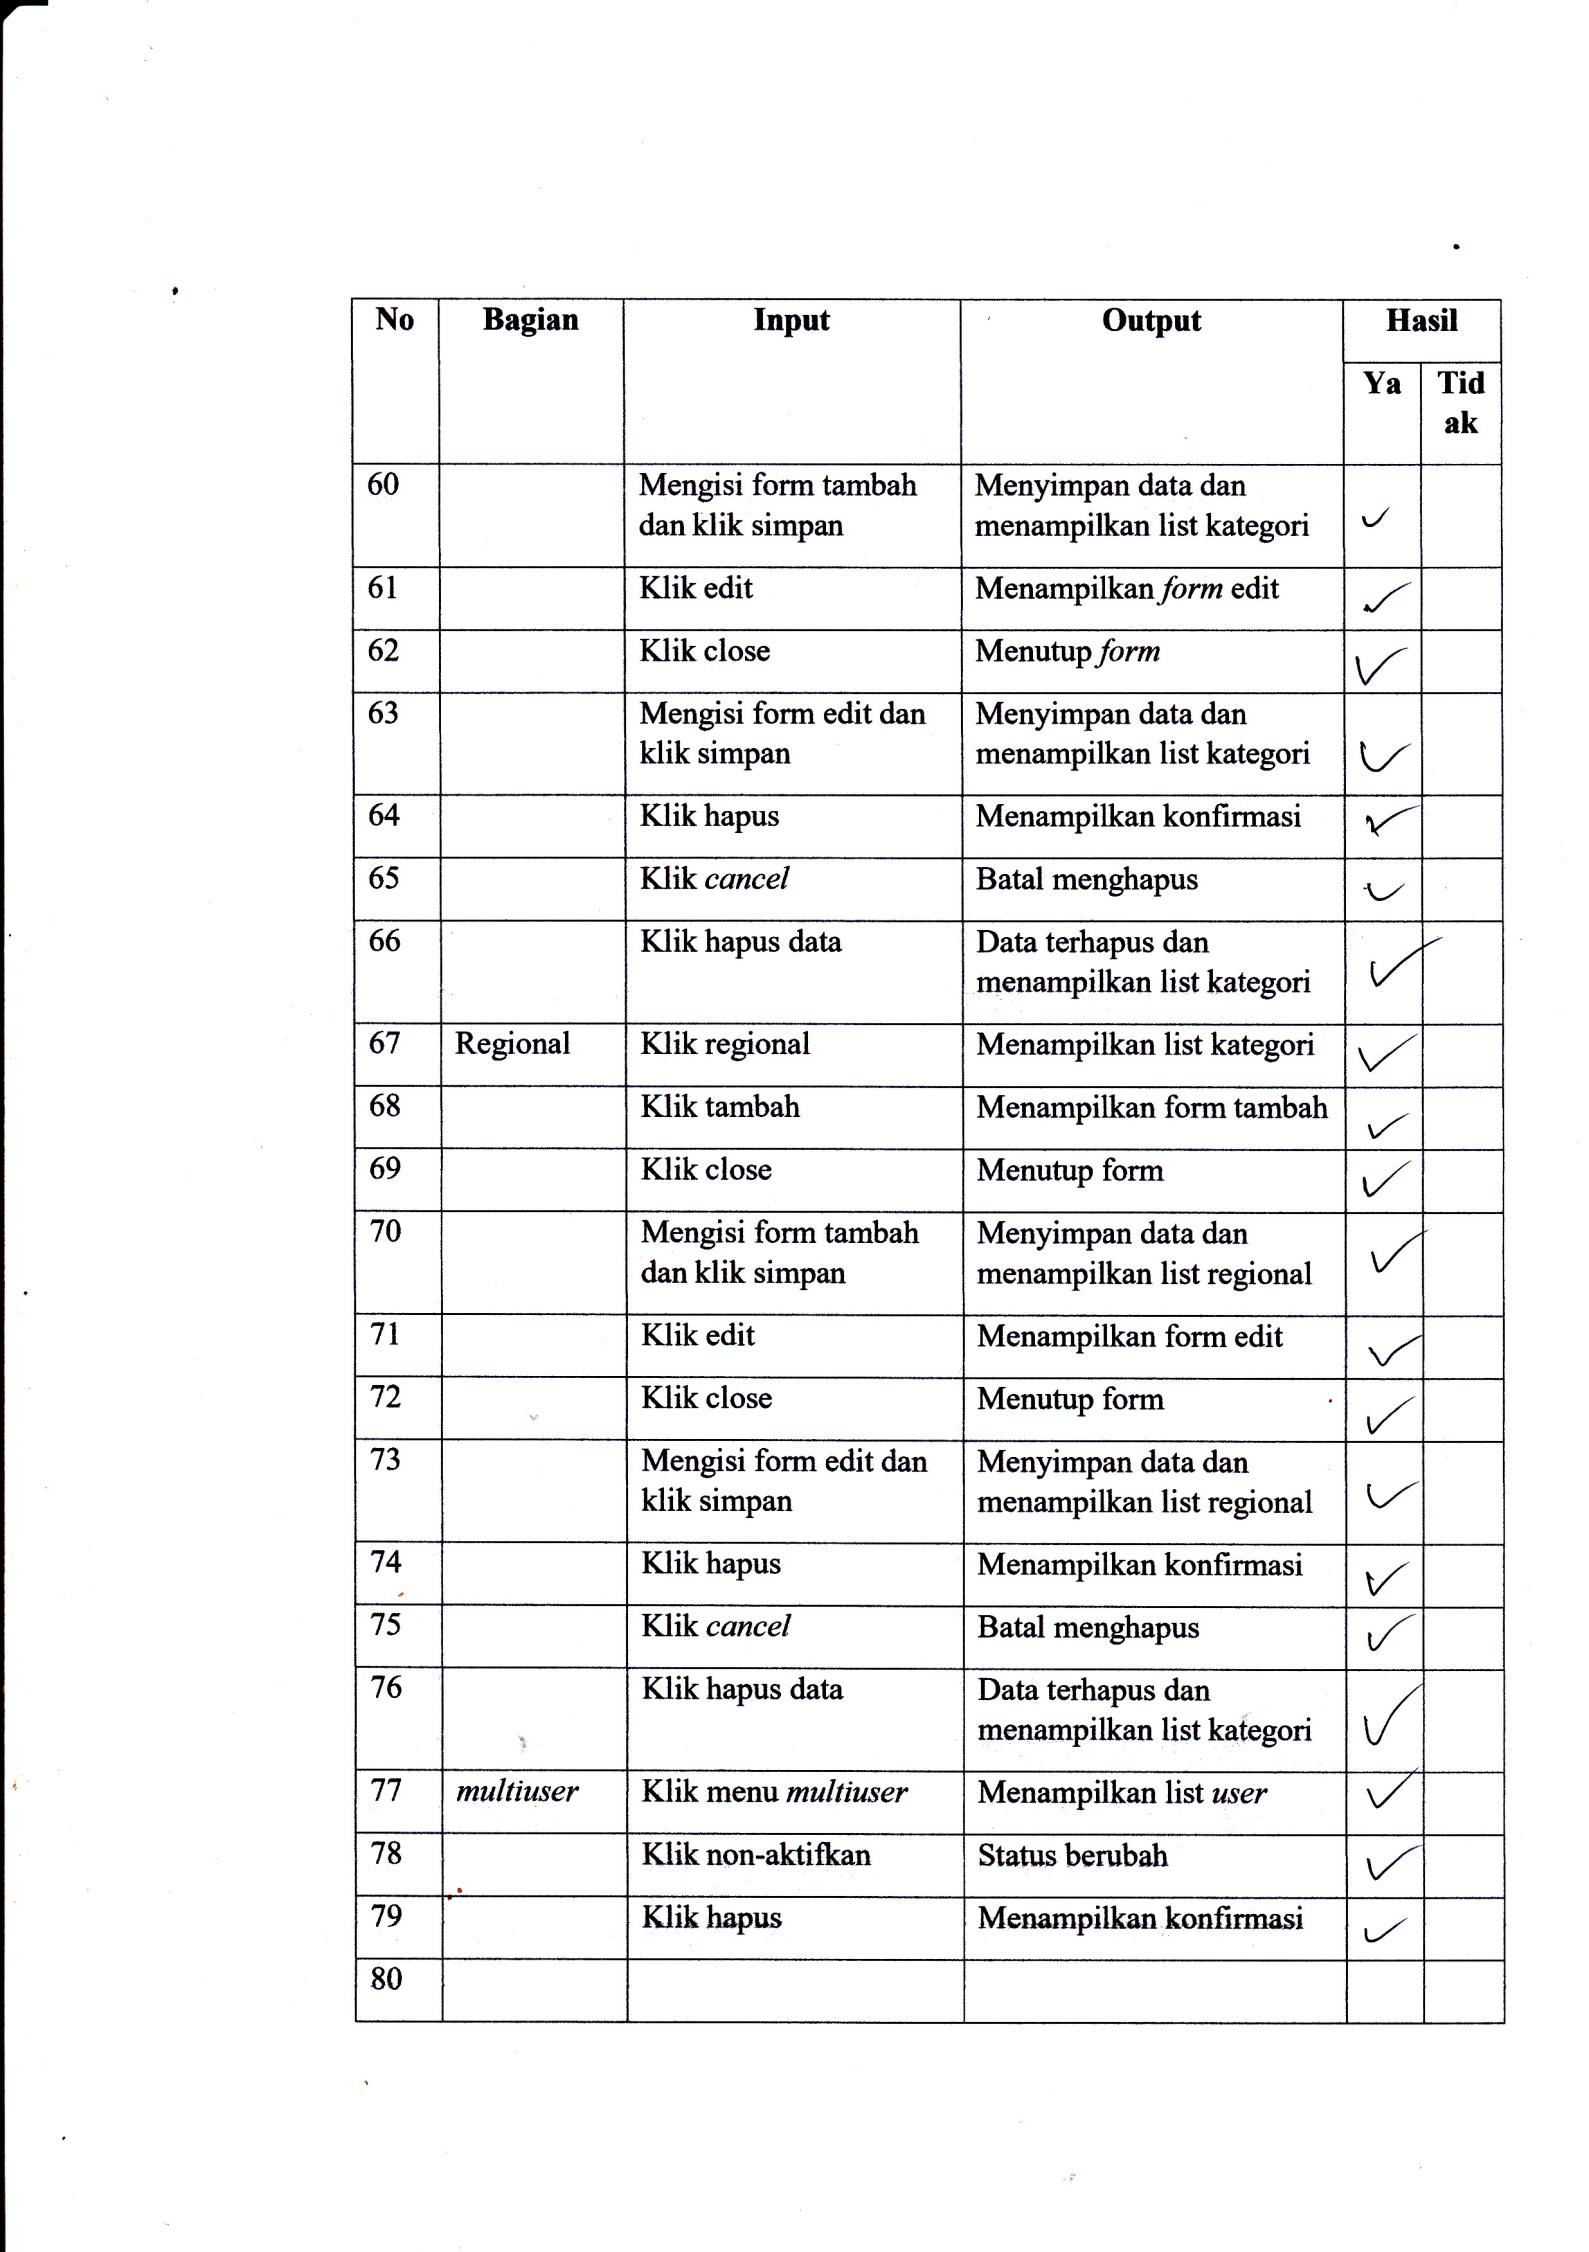 No Bagian Input Output Hasil
Ya Tid
ak
60 Mengisi form tambah Menyimpan data dan
dan klik simpan menampilkan list kategori ✓
61 Klik edit Menampilkan form edit ✓
62 Klik close Menutup form ✓
63 Mengisi form edit dan Menyimpan data dan
klik simpan menampilkan list kategori ✓
64 Klik hapus Menampilkan konfirmasi ✓
65 Klik cancel Batal menghapus ✓
66 Klik hapus data Data terhapus dan
menampilkan list kategori ✓
67 Regional Klik regional Menampilkan list kategori ✓
68 Klik tambah Menampilkan form tambah ✓
69 Klik close Menutup form ✓
70 Mengisi form tambah Menyimpan data dan
dan klik simpan menampilkan list regional ✓
71 Klik edit Menampilkan form edit ✓
72 Klik close Menutup form ✓
73 Mengisi form edit dan Menyimpan data dan
klik simpan menampilkan list regional ✓
74 Klik hapus Menampilkan konfirmasi ✓
75 Klik cancel Batal menghapus ✓
76 Klik hapus data Data terhapus dan
menampilkan list kategori ✓
77 multiuser Klik menu multiuser Menampilkan list user ✓
78 Klik non-aktifkan Status berubah ✓
79 Klik hapus Menampilkan konfirmasi ✓
80